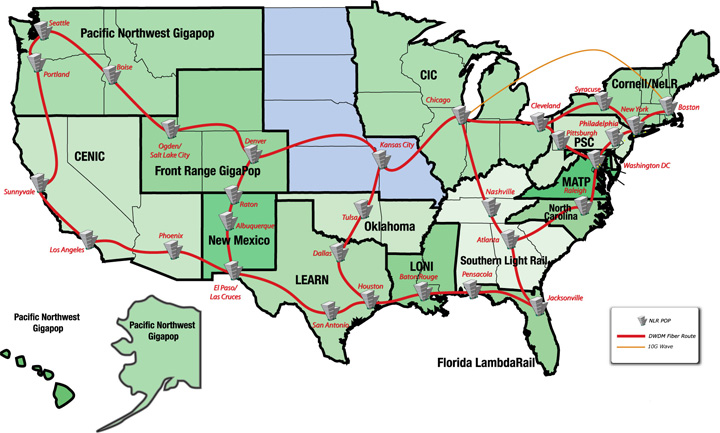 Seattle
Pacific Northwest Gigapop
Portland
Boise
CIC
Cornell/NeLR
Syracuse
Chicago
Cleveland
New York
Boston
Philadelphia
Pittsburgh
PSC
Ogden/
Salt Lake City
Denver
Kansas City
CENIC
Front Range GigaPop
Washington DC
MATP
Raleigh
Sunnyvale
Raton
Nashville
North
Carolina
Tulsa
Oklahoma
Albuquerque
New Mexico
Los Angeles
Phoenix
Atlanta
Dallas
Southern Light Rail
LONI
Baton Rouge
Pensacola
LEARN
El Paso/
Las Cruces
Houston
Jacksonville
San Antonio
Pacific Northwest
Gigapop
Pacific Northwest
Gigapop
Florida LambdaRail
NLR POP
DWDM Fiber Route
10G Wave